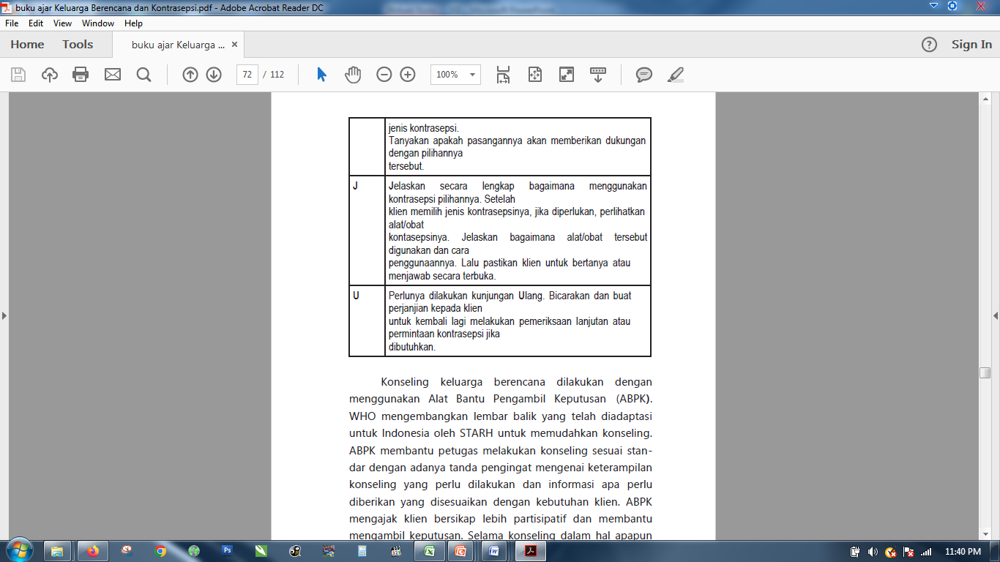 buku ajar Keluarga Berencana dan Kontrasepsi.pdf - Adobe Acrobat Reader DC
File Edit View Window Help
Home Tools buku ajar Keluarga ... × Sign In
72 / 112 100%
jenis kontrasepsi.
Tanyakan apakah pasangannya akan memberikan dukungan
dengan pilihannya
tersebut.
J Jelaskan secara lengkap bagaimana menggunakan
kontrasepsi pilihannya. Setelah
klien memilih jenis kontrasepsinya, jika diperlukan, perlihatkan
alat/obat
kontasepsinya. Jelaskan bagaimana alat/obat tersebut
digunakan dan cara
penggunaannya. Lalu pastikan klien untuk bertanya atau
menjawab secara terbuka.
U Perlunya dilakukan kunjungan Ulang. Bicarakan dan buat
perjanjian kepada klien
untuk kembali lagi melakukan pemeriksaan lanjutan atau
permintaan kontrasepsi jika
dibutuhkan.
Konseling keluarga berencana dilakukan dengan
menggunakan Alat Bantu Pengambil Keputusan (ABPK).
WHO mengembangkan lembar balik yang telah diadaptasi
untuk Indonesia oleh STARH untuk memudahkan konseling.
ABPK membantu petugas melakukan konseling sesuai stan-
dar dengan adanya tanda pengingat mengenai keterampilan
konseling yang perlu dilakukan dan informasi apa perlu
diberikan yang disesuaikan dengan kebutuhan klien. ABPK
mengajak klien bersikap lebih partisipatif dan membantu
mengambil keputusan. Selama konseling dalam hal apapun
11:40 PM